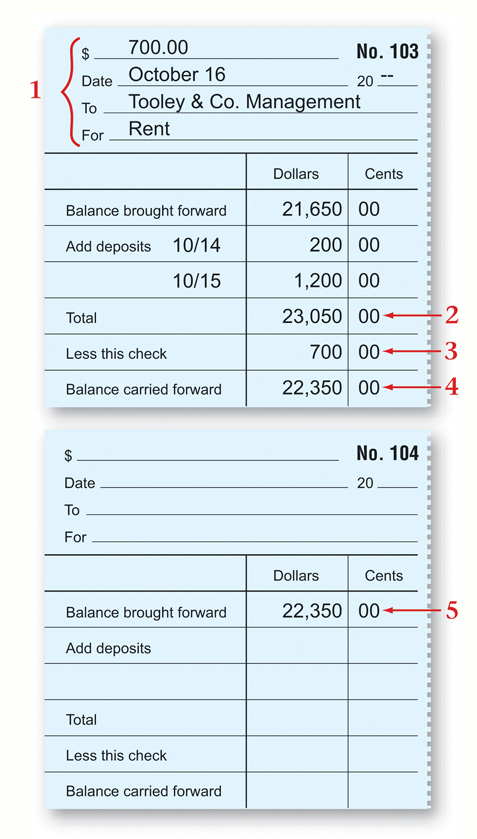 $ 700.00 No. 103
1
Date October 16 20 --
To Tooley & Co. Management
For Rent
Dollars Cents
Balance brought forward 21,650 00
Add deposits 10/14 200 00
10/15 1,200 00
Total 23,050 00 2
Less this check 700 00 3
Balance carried forward 22,350 00 4
$ No. 104
Date 20
To
For
Dollars Cents
Balance brought forward 22,350 00 5
Add deposits
Total
Less this check
Balance carried forward